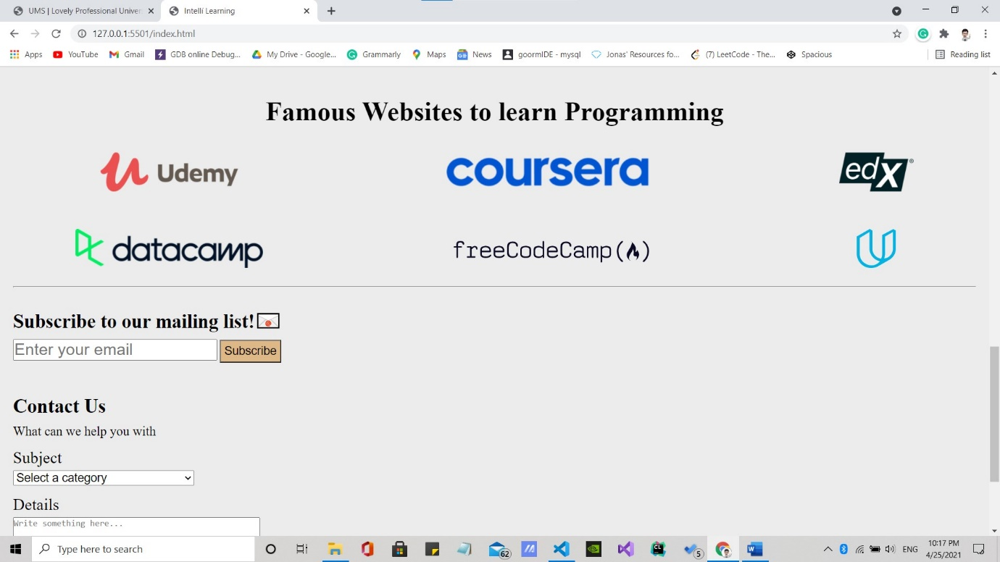 UMS | Lovely Professional Univer
Intelli Learning
127.0.0.1:5501/index.html
Apps YouTube Gmail GDB online Debug... My Drive - Google... Grammarly Maps News goormIDE - mysql Jonas' Resources fo... (7) LeetCode - The... Spacious Reading list
Famous Websites to learn Programming
Udemy coursera edX
datacamp freeCodeCamp(🔥)
Subscribe to our mailing list!
Enter your email Subscribe
Contact Us
What can we help you with
Subject
Select a category
Details
Write something here...
Type here to search 62 5 ENG 10:17 PM
4/25/2021